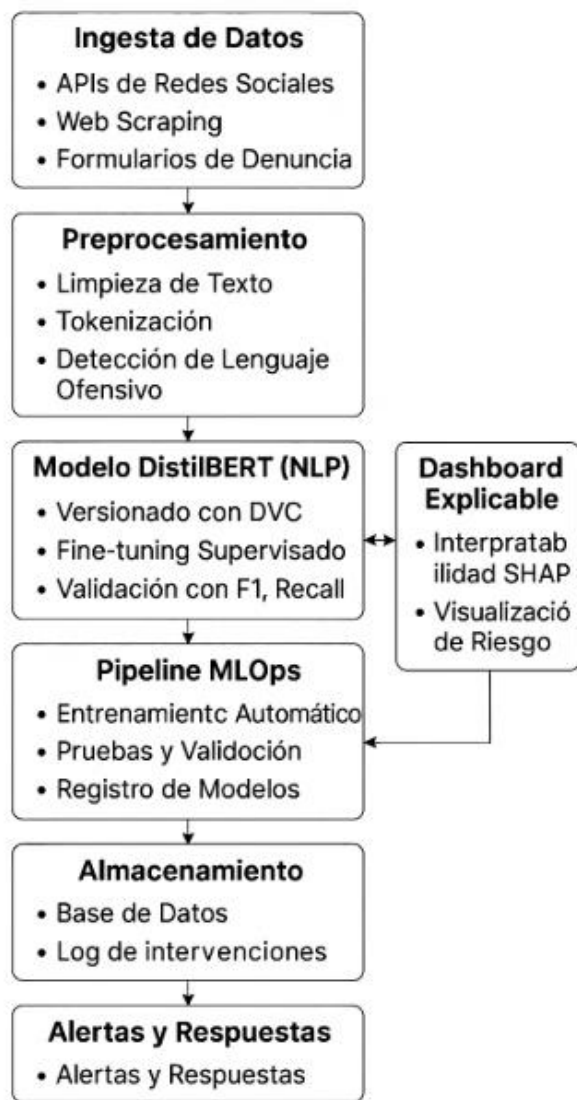 Ingesta de Datos
• APIs de Redes Sociales
• Web Scraping
• Formularios de Denuncia
Preprocesamiento
• Limpieza de Texto
• Tokenización
• Detección de Lenguaje
Ofensivo
Modelo DistilBERT (NLP)
• Versionado con DVC
• Fine-tuning Supervisado
• Validación con F1, Recall
Dashboard
Explicable
• Interpratab
ilidad SHAP
• Visualizació
de Riesgo
Pipeline MLOps
• Entrenamientc Automático
• Pruebas y Validoción
• Registro de Modelos
Almacenamiento
• Base de Datos
• Log de intervenciones
Alertas y Respuestas
• Alertas y Respuestas